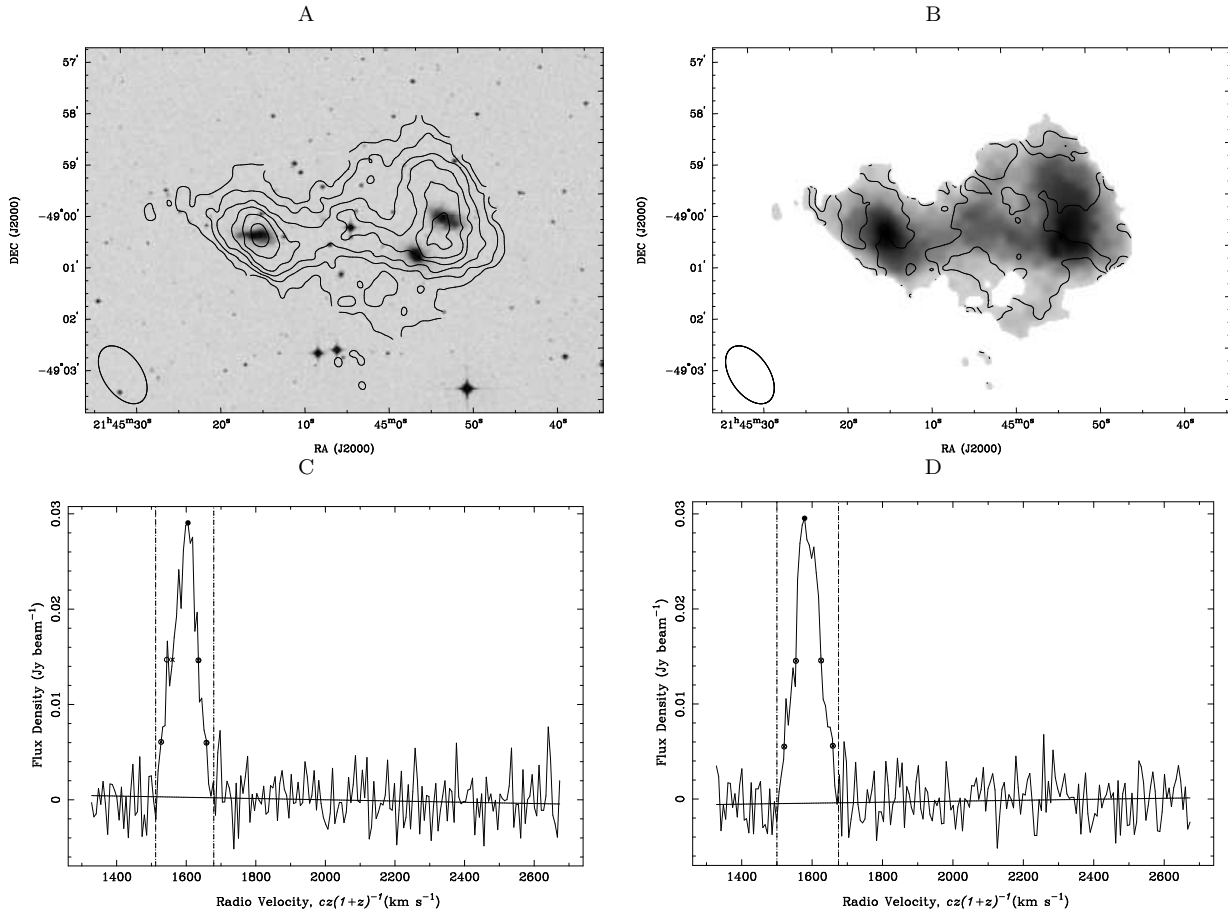 A
B
57'
58'
59'
−49°00'
01'
02'
−49°03'
DEC (J2000)
21ʰ45ᵐ30ˢ
20ˢ
10ˢ
45ᵐ0ˢ
50ˢ
40ˢ
RA (J2000)
57'
58'
59'
−49°00'
01'
02'
−49°03'
DEC (J2000)
21ʰ45ᵐ30ˢ
20ˢ
10ˢ
45ᵐ0ˢ
50ˢ
40ˢ
RA (J2000)
C
D
0.03
0.02
0.01
0
Flux Density (Jy beam⁻¹)
1400
1600
1800
2000
2200
2400
2600
Radio Velocity, cz(1+z)⁻¹(km s⁻¹)
0.03
0.02
0.01
0
Flux Density (Jy beam⁻¹)
1400
1600
1800
2000
2200
2400
2600
Radio Velocity, cz(1+z)⁻¹(km s⁻¹)